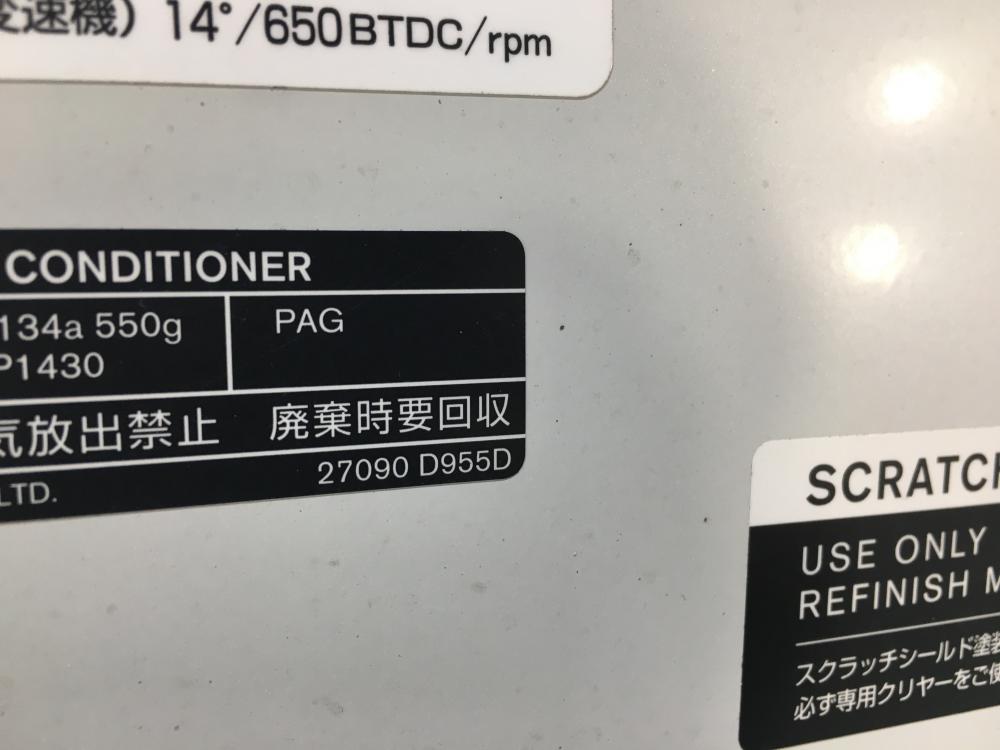 変速機) 14°/650BTDC/rpm
CONDITIONER
134a 550g
P1430
PAG
気放出禁止 廃棄時要回収
LTD.
27090 D955D
SCRATCH
USE ONLY
REFINISH M
スクラッチシールド塗装
必ず専用クリヤーをご使